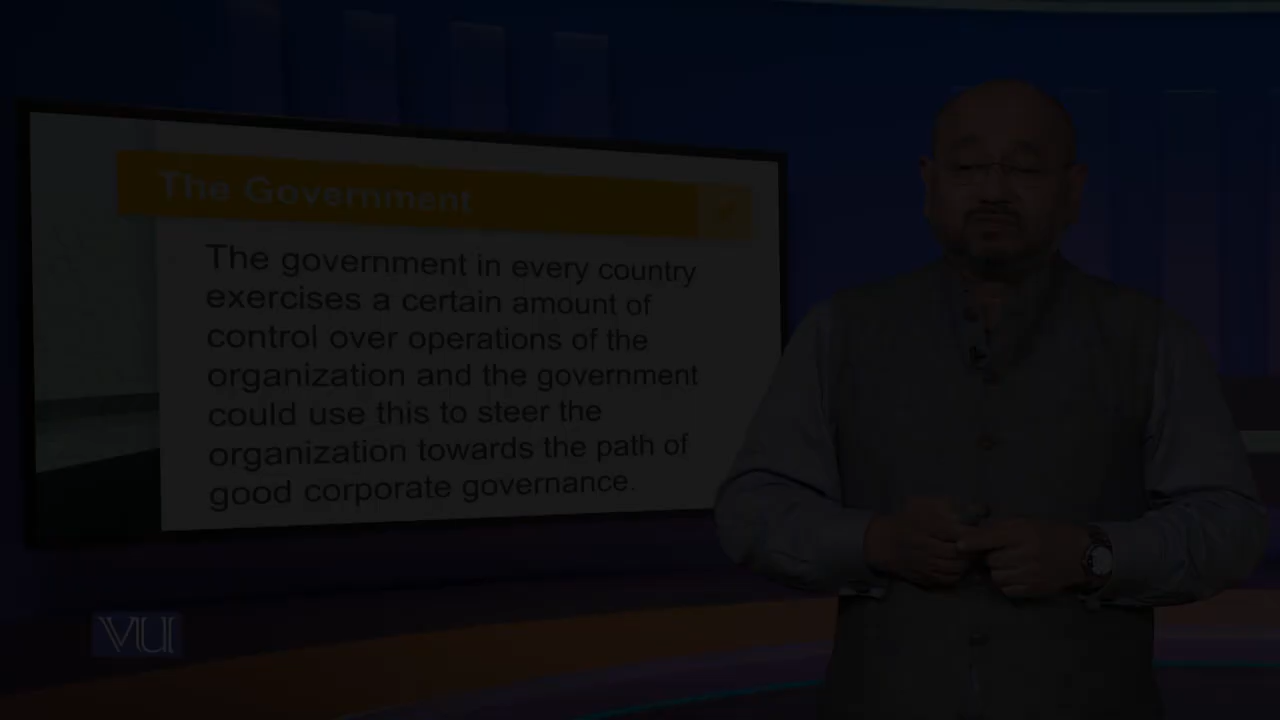 The Government
The government in every country
exercises a certain amount of
control over operations of the
organization and the government
could use this to steer the
organization towards the path of
good corporate governance.
VU